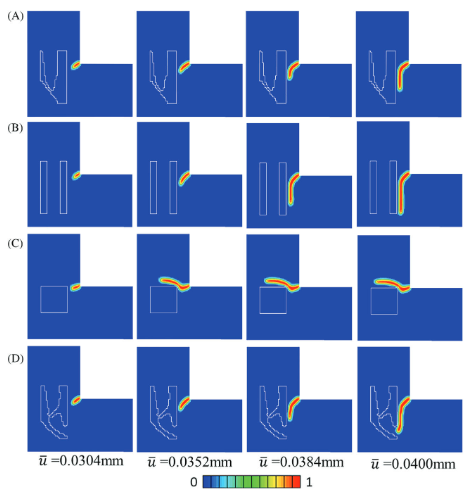 (A)
(B)
(C)
(D)
ū =0.0304mm ū =0.0352mm ū =0.0384mm ū =0.0400mm
0 1